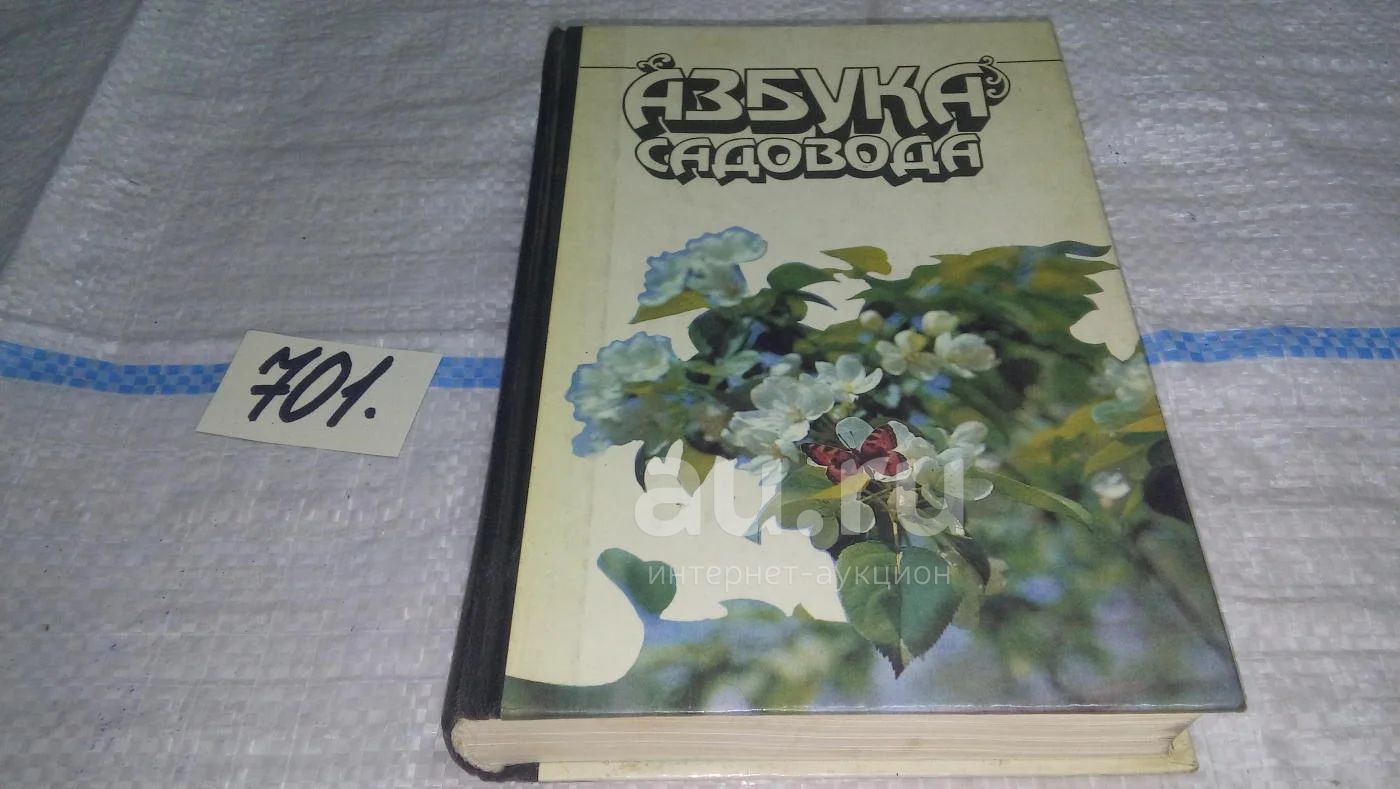 АЗБУКА
САДОВОДА
701.
au.ru
интернет-аукцион